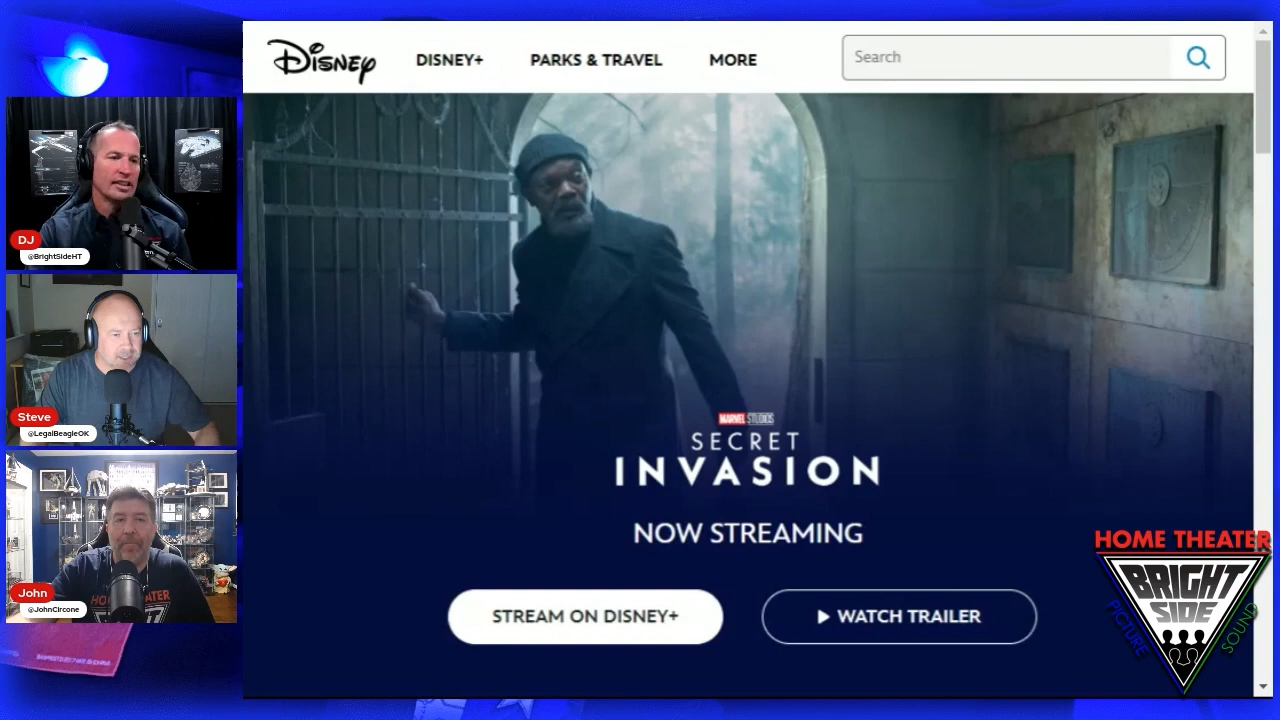 Disney
DISNEY+
PARKS & TRAVEL
MORE
Search
DJ
@BrightSideHT
Steve
@LegalBeagleOK
John
@JohnCircone
MARVEL STUDIOS
SECRET
INVASION
NOW STREAMING
STREAM ON DISNEY+
WATCH TRAILER
HOME THEATER
BRIGHT
SIDE
PICTURE
SOUND